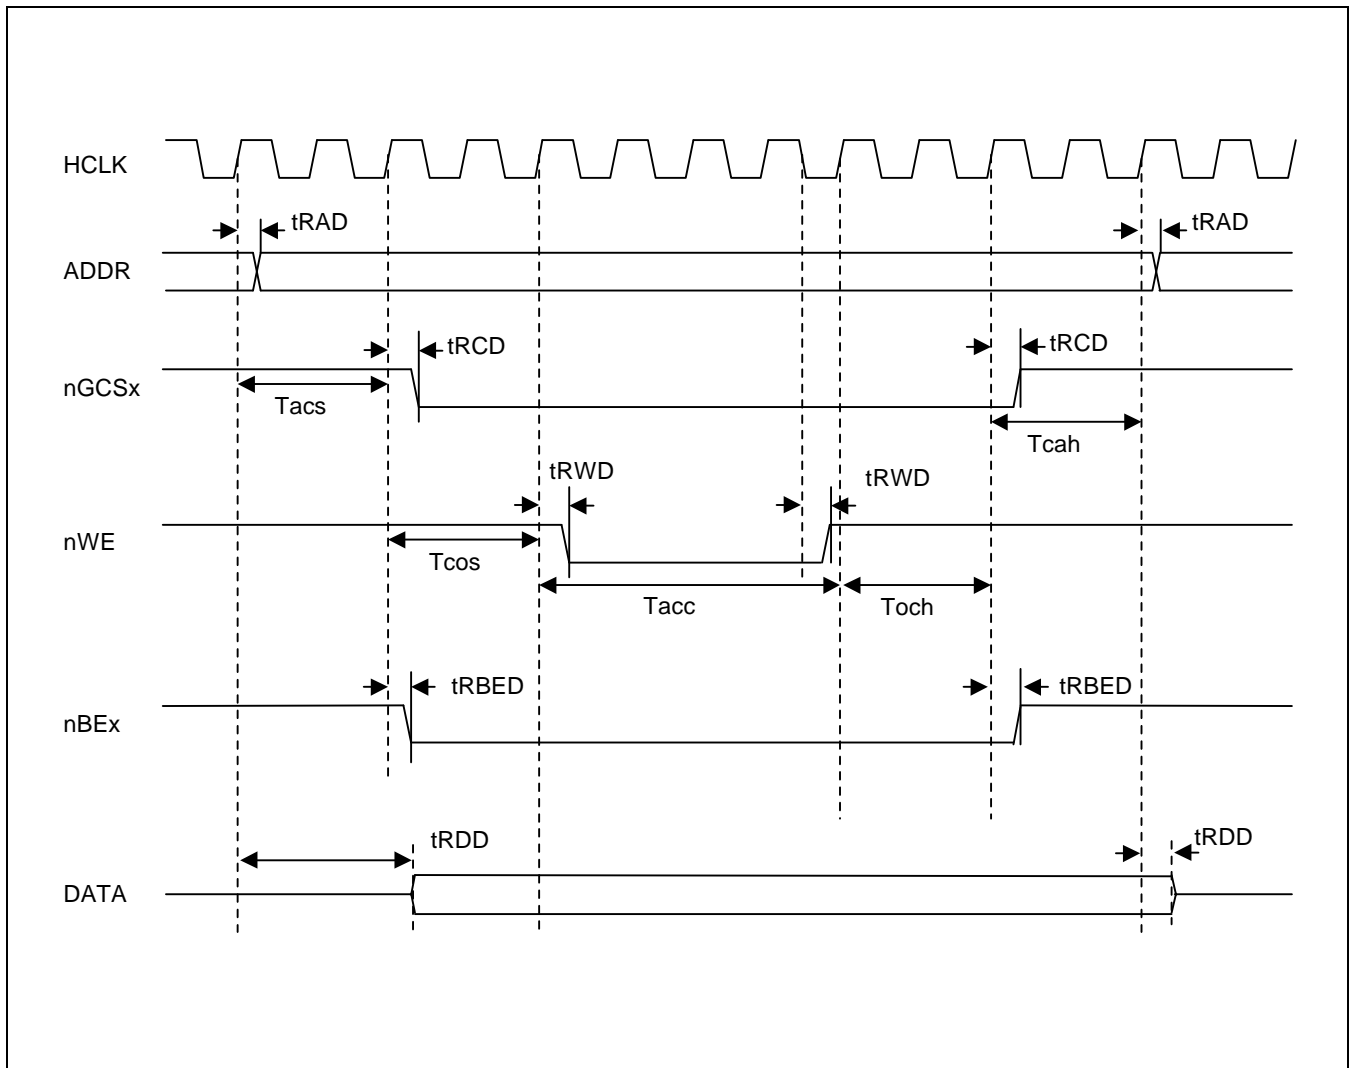 HCLK
tRAD
tRAD
ADDR
tRCD
tRCD
nGCSx
Tacs
Tcah
tRWD
tRWD
nWE
Tcos
Tacc
Toch
tRBED
tRBED
nBEx
tRDD
tRDD
DATA